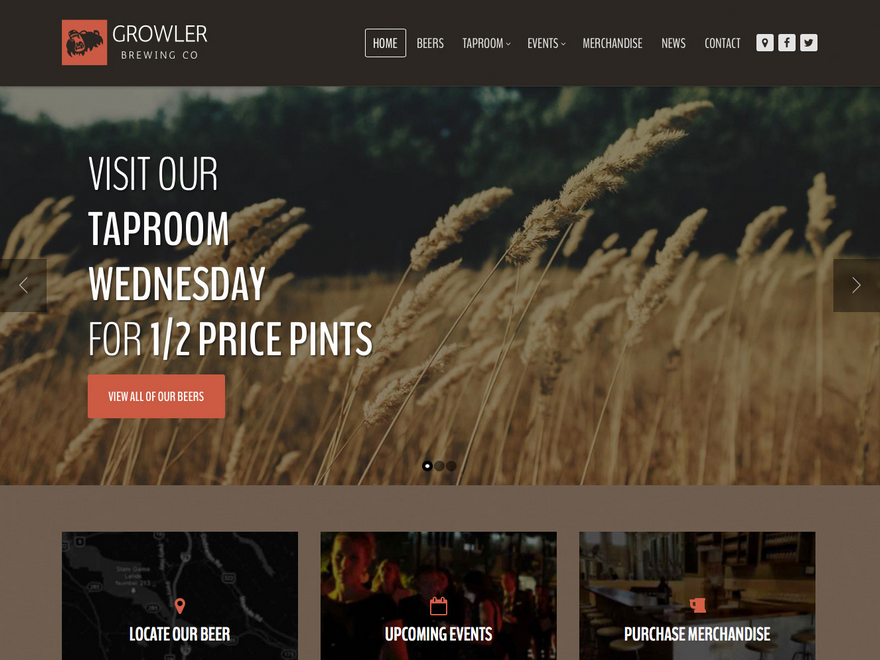 GROWLER
BREWING CO
HOME BEERS TAPROOM EVENTS MERCHANDISE NEWS CONTACT
VISIT OUR
TAPROOM
WEDNESDAY
FOR 1/2 PRICE PINTS
VIEW ALL OF OUR BEERS
LOCATE OUR BEER UPCOMING EVENTS PURCHASE MERCHANDISE